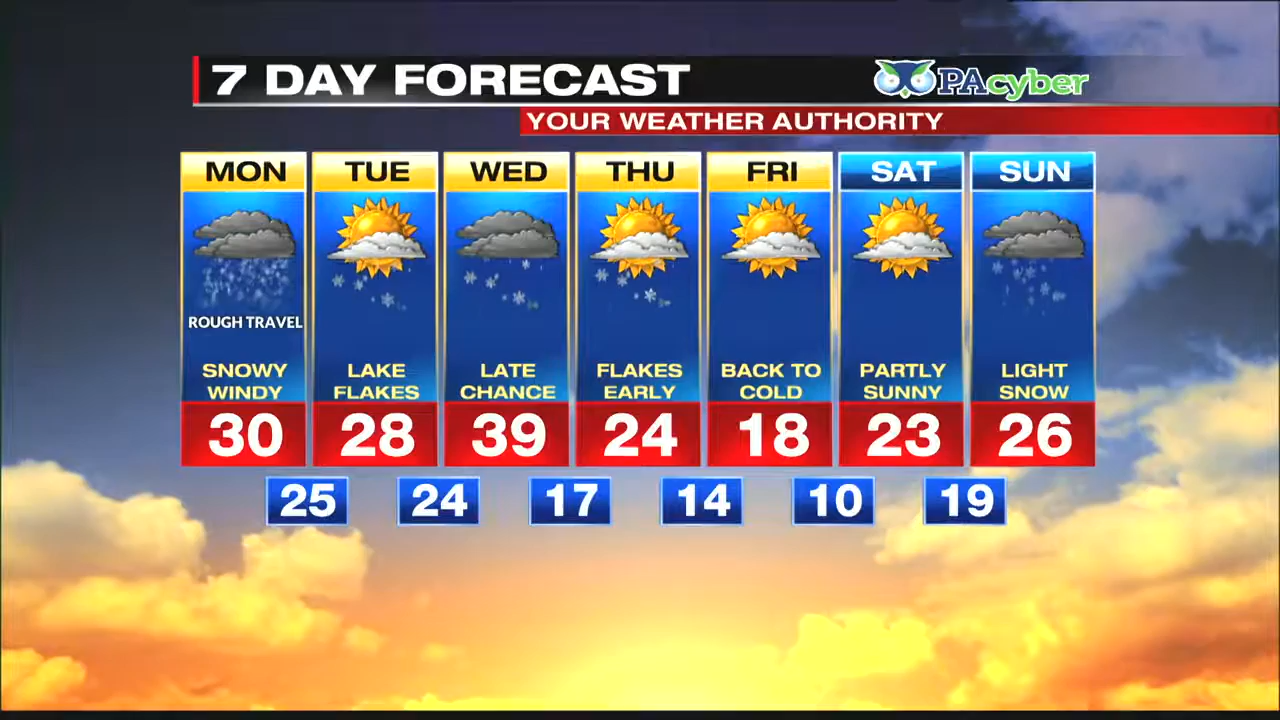 7 DAY FORECAST
PAcyber
YOUR WEATHER AUTHORITY
MON TUE WED THU FRI SAT SUN
ROUGH TRAVEL
SNOWY LAKE LATE FLAKES BACK TO PARTLY LIGHT
WINDY FLAKES CHANCE EARLY COLD SUNNY SNOW
30 28 39 24 18 23 26
25 24 17 14 10 19